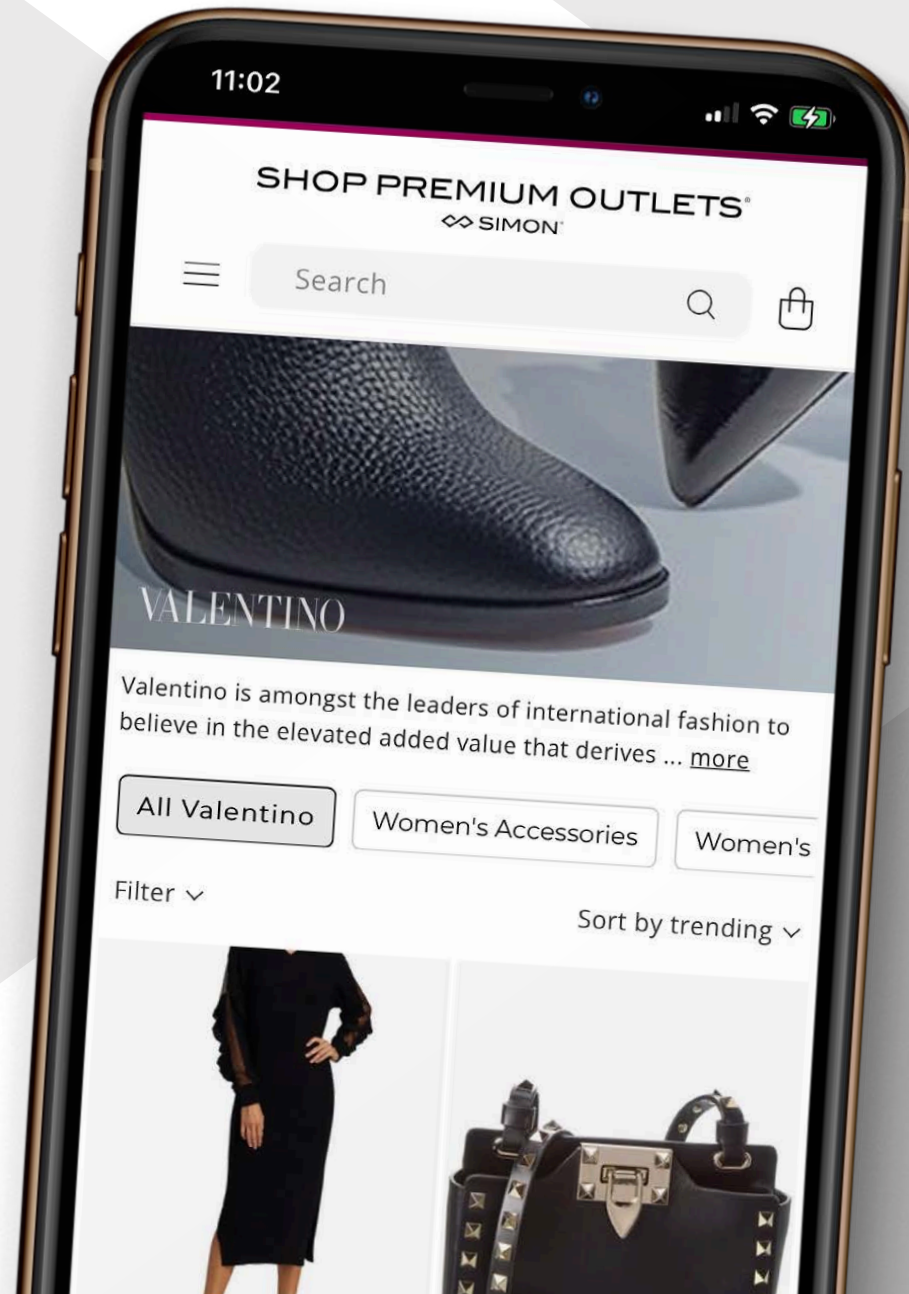 11:02
SHOP PREMIUM OUTLETS®
SIMON®
Search
VALENTINO
Valentino is amongst the leaders of international fashion to
believe in the elevated added value that derives ... more
All Valentino
Women's Accessories
Women's
Filter
Sort by trending